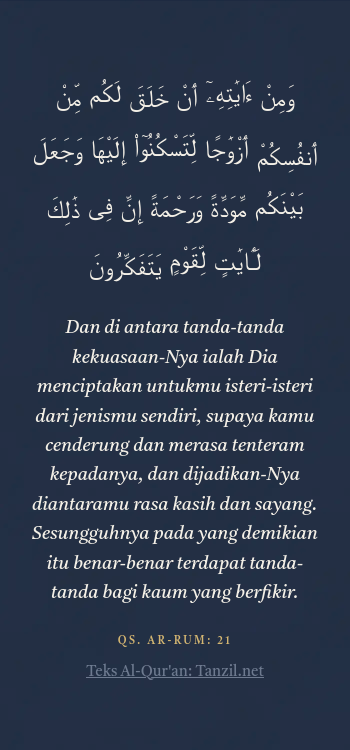 وَمِنْ ءَايَٰتِهِۦٓ أَنْ خَلَقَ لَكُم مِّنْ
أَنفُسِكُمْ أَزْوَٰجًا لِّتَسْكُنُوٓا۟ إِلَيْهَا وَجَعَلَ
بَيْنَكُم مَّوَدَّةً وَرَحْمَةً إِنَّ فِى ذَٰلِكَ
لَـَٔايَٰتٍ لِّقَوْمٍ يَتَفَكَّرُونَ
Dan di antara tanda-tanda
kekuasaan-Nya ialah Dia
menciptakan untukmu isteri-isteri
dari jenismu sendiri, supaya kamu
cenderung dan merasa tenteram
kepadanya, dan dijadikan-Nya
diantaramu rasa kasih dan sayang.
Sesungguhnya pada yang demikian
itu benar-benar terdapat tanda-
tanda bagi kaum yang berfikir.
QS. AR-RUM: 21
Teks Al-Qur'an: Tanzil.net